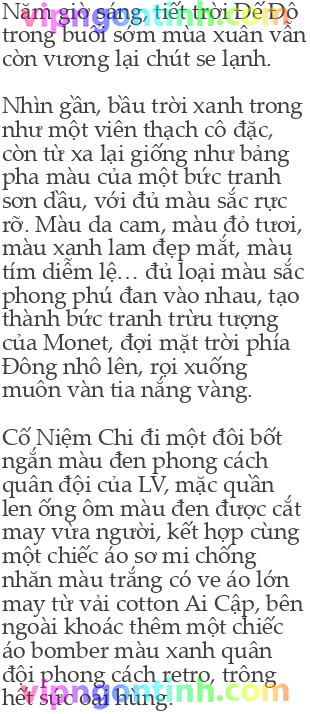 Năm giờ sáng, tiết trời Đế Đô
vipngontinh.com
trong buổi sớm mùa xuân vẫn
còn vương lại chút se lạnh.
Nhìn gần, bầu trời xanh trong
như một viên thạch cô đặc,
còn từ xa lại giống như bảng
pha màu của một bức tranh
sơn dầu, với đủ màu sắc rực
rỡ. Màu da cam, màu đỏ tươi,
màu xanh lam đẹp mắt, màu
tím diễm lệ… đủ loại màu sắc
phong phú đan vào nhau, tạo
thành bức tranh trừu tượng
của Monet, đợi mặt trời phía
Đông nhô lên, rọi xuống
muôn vàn tia nắng vàng.
Cố Niệm Chi đi một đôi bốt
ngắn màu đen phong cách
quân đội của LV, mặc quần
len ống ôm màu đen được cắt
may vừa người, kết hợp cùng
một chiếc áo sơ mi chống
nhăn màu trắng có ve áo lớn
may từ vải cotton Ai Cập, bên
ngoài khoác thêm một chiếc
áo bomber màu xanh quân
đội phong cách retro, trông
hết sức oai hùng.
vipngontinh.com